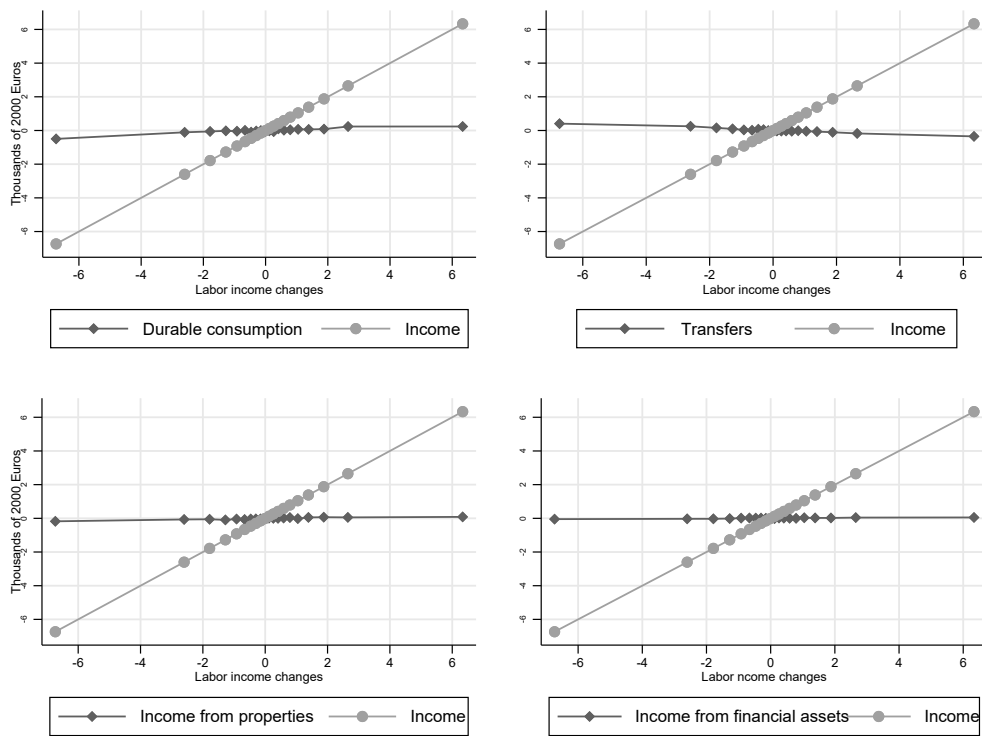 Thousands of 2000 Euros
6
4
2
0
-2
-4
-6
-6 -4 -2 0 2 4 6
Labor income changes
Durable consumption Income
6
4
2
0
-2
-4
-6
-6 -4 -2 0 2 4 6
Labor income changes
Transfers Income
Thousands of 2000 Euros
6
4
2
0
-2
-4
-6
-6 -4 -2 0 2 4 6
Labor income changes
Income from properties Income
6
4
2
0
-2
-4
-6
-6 -4 -2 0 2 4 6
Labor ncome changes
Income from financial assets Income